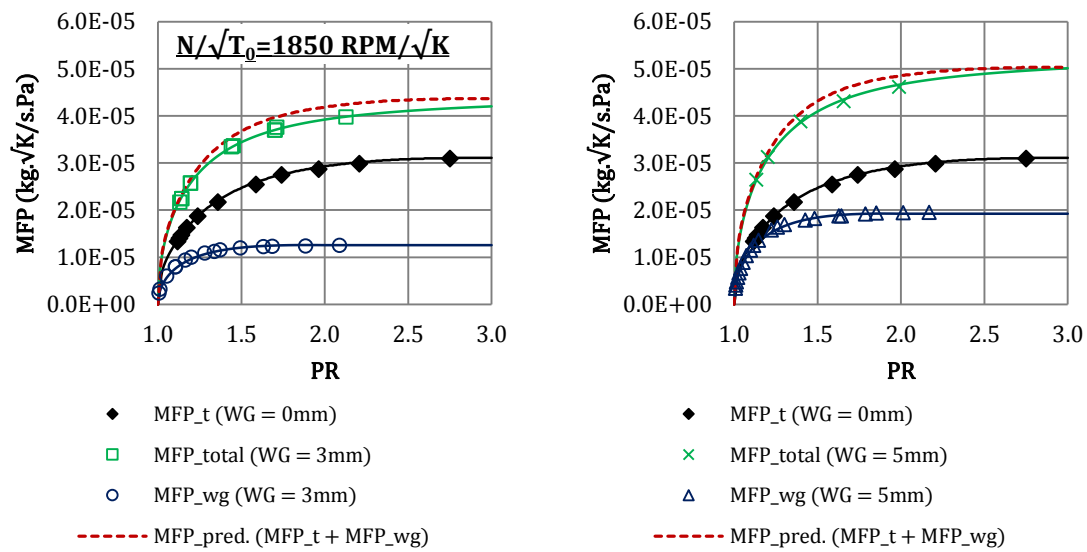 N/√T₀=1850 RPM/√K
MFP (kg.√K/s.Pa)
6.0E-05
5.0E-05
4.0E-05
3.0E-05
2.0E-05
1.0E-05
0.0E+00
1.0 1.5 2.0 2.5 3.0
PR
MFP_t (WG = 0mm)
MFP_total (WG = 3mm)
MFP_wg (WG = 3mm)
MFP_pred. (MFP_t + MFP_wg)
MFP (kg.√K/s.Pa)
6.0E-05
5.0E-05
4.0E-05
3.0E-05
2.0E-05
1.0E-05
0.0E+00
1.0 1.5 2.0 2.5 3.0
PR
MFP_t (WG = 0mm)
MFP_total (WG = 5mm)
MFP_wg (WG = 5mm)